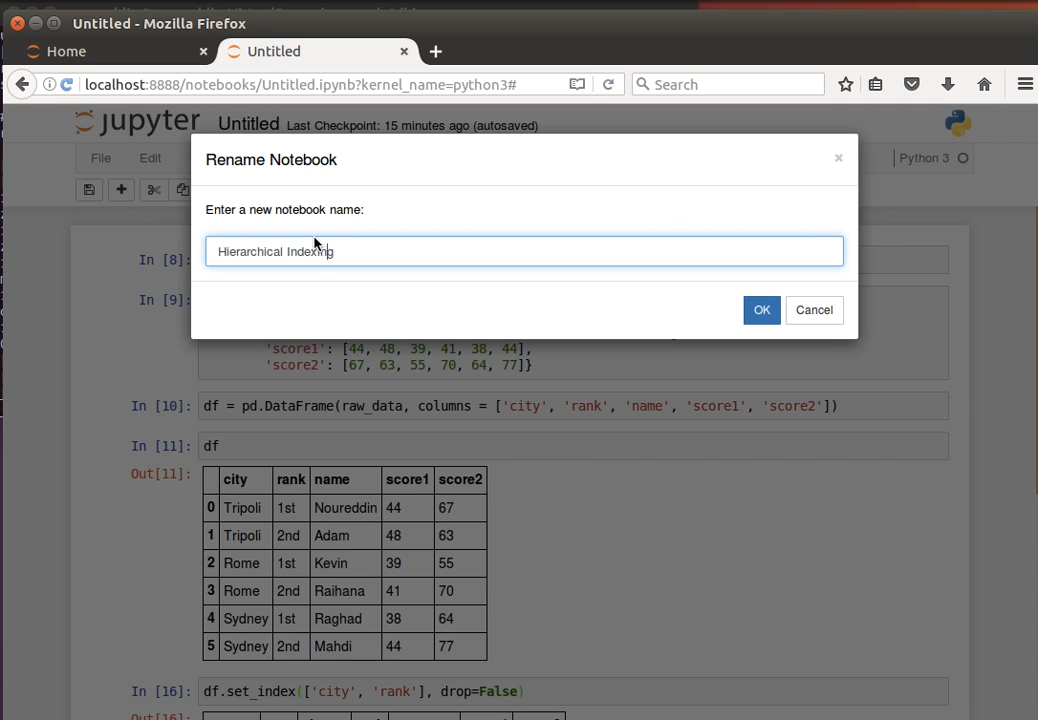 Untitled - Mozilla Firefox
Home
Untitled
localhost:8888/notebooks/Untitled.ipynb?kernel_name=python3#
Search
jupyter Untitled Last Checkpoint: 15 minutes ago (autosaved)
File Edit
Python 3
Rename Notebook
×
Enter a new notebook name:
Hierarchical Indexing
OK Cancel
In [8]:
In [9]:
'score1': [44, 48, 39, 41, 38, 44],
'score2': [67, 63, 55, 70, 64, 77]}
In [10]: df = pd.DataFrame(raw_data, columns = ['city', 'rank', 'name', 'score1', 'score2'])
In [11]: df
Out[11]:
city rank name score1 score2
0 Tripoli 1st Noureddin 44 67
1 Tripoli 2nd Adam 48 63
2 Rome 1st Kevin 39 55
3 Rome 2nd Raihana 41 70
4 Sydney 1st Raghad 38 64
5 Sydney 2nd Mahdi 44 77
In [16]: df.set_index(['city', 'rank'], drop=False)
Out[16]: